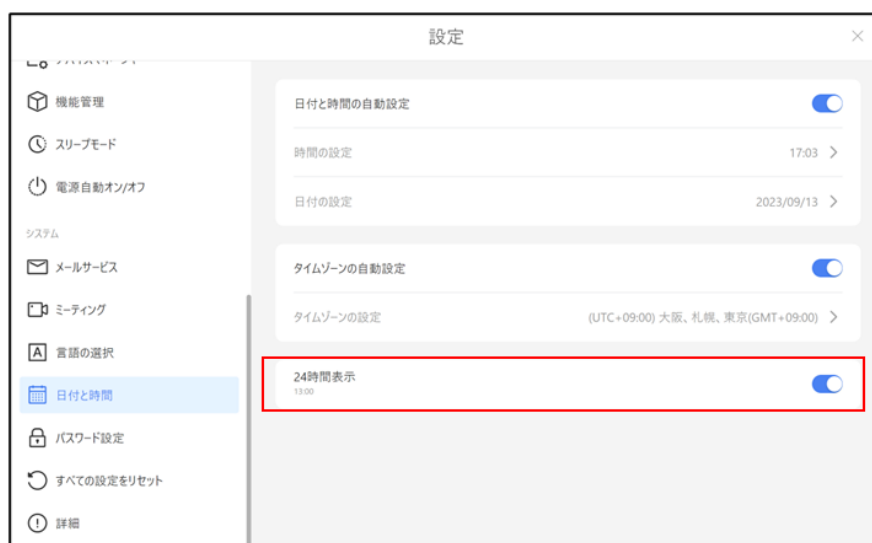 設定
機能管理
スリープモード
電源自動オン/オフ
システム
メールサービス
ミーティング
言語の選択
日付と時間
パスワード設定
すべての設定をリセット
詳細
日付と時間の自動設定
時間の設定 17:03
日付の設定 2023/09/13
タイムゾーンの自動設定
タイムゾーンの設定 (UTC+09:00) 大阪、札幌、東京(GMT+09:00)
24時間表示
13:00